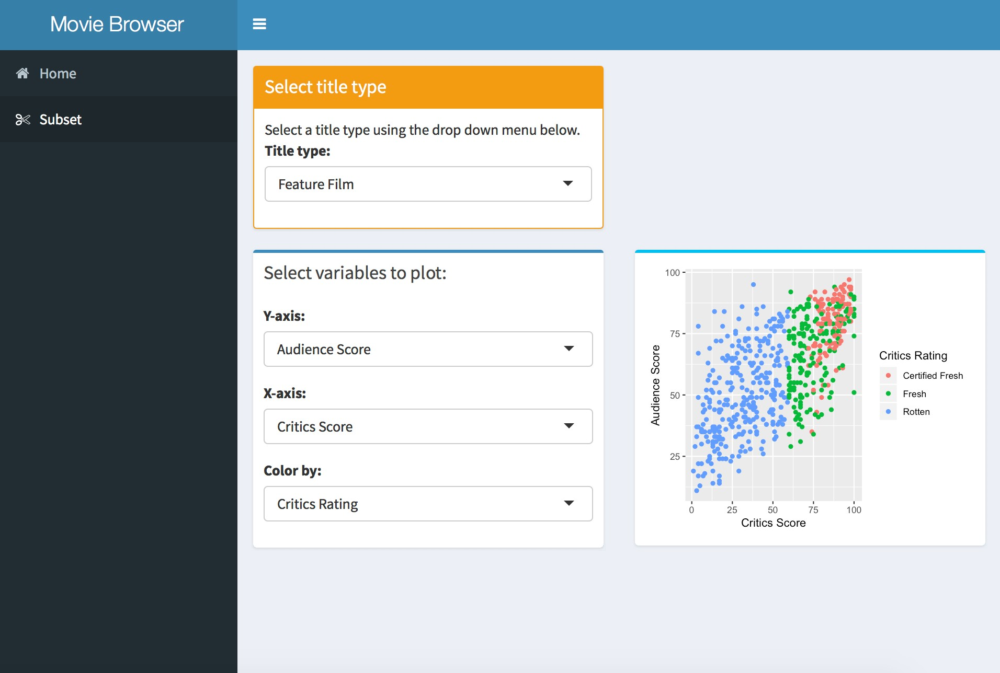 Movie Browser
Home
Subset
Select title type
Select a title type using the drop down menu below.
Title type:
Feature Film
Select variables to plot:
Y-axis:
Audience Score
X-axis:
Critics Score
Color by:
Critics Rating
100
75
50
25
Audience Score
0 25 50 75 100
Critics Score
Critics Rating
Certified Fresh
Fresh
Rotten